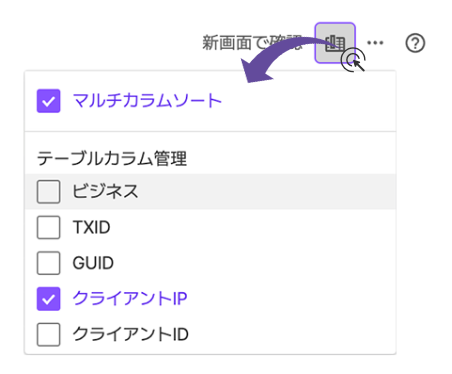 新画面で確認
マルチカラムソート
テーブルカラム管理
ビジネス
TXID
GUID
クライアントIP
クライアントID